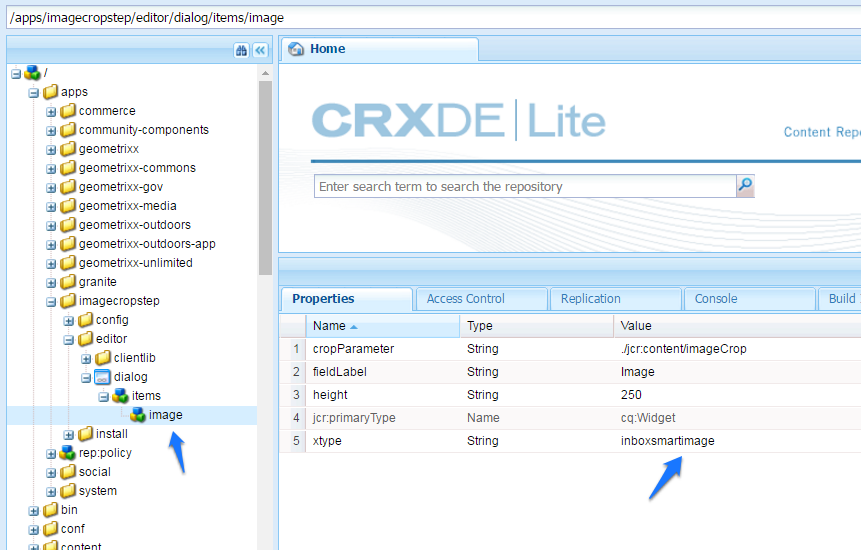 /apps/imagecropstep/editor/dialog/items/image
Home
/
apps
commerce
community-components
geometrixx
geometrixx-commons
geometrixx-gov
geometrixx-media
geometrixx-outdoors
geometrixx-outdoors-app
geometrixx-unlimited
granite
imagecropstep
config
editor
clientlib
dialog
items
image
install
rep:policy
social
system
bin
conf
content
CRXDE | Lite
Content Repo
Enter search term to search the repository
Properties Access Control Replication Console Build
Name Type Value
1 cropParameter String ./jcr:content/imageCrop
2 fieldLabel String Image
3 height String 250
4 jcr:primaryType Name cq:Widget
5 xtype String inboxsmartimage